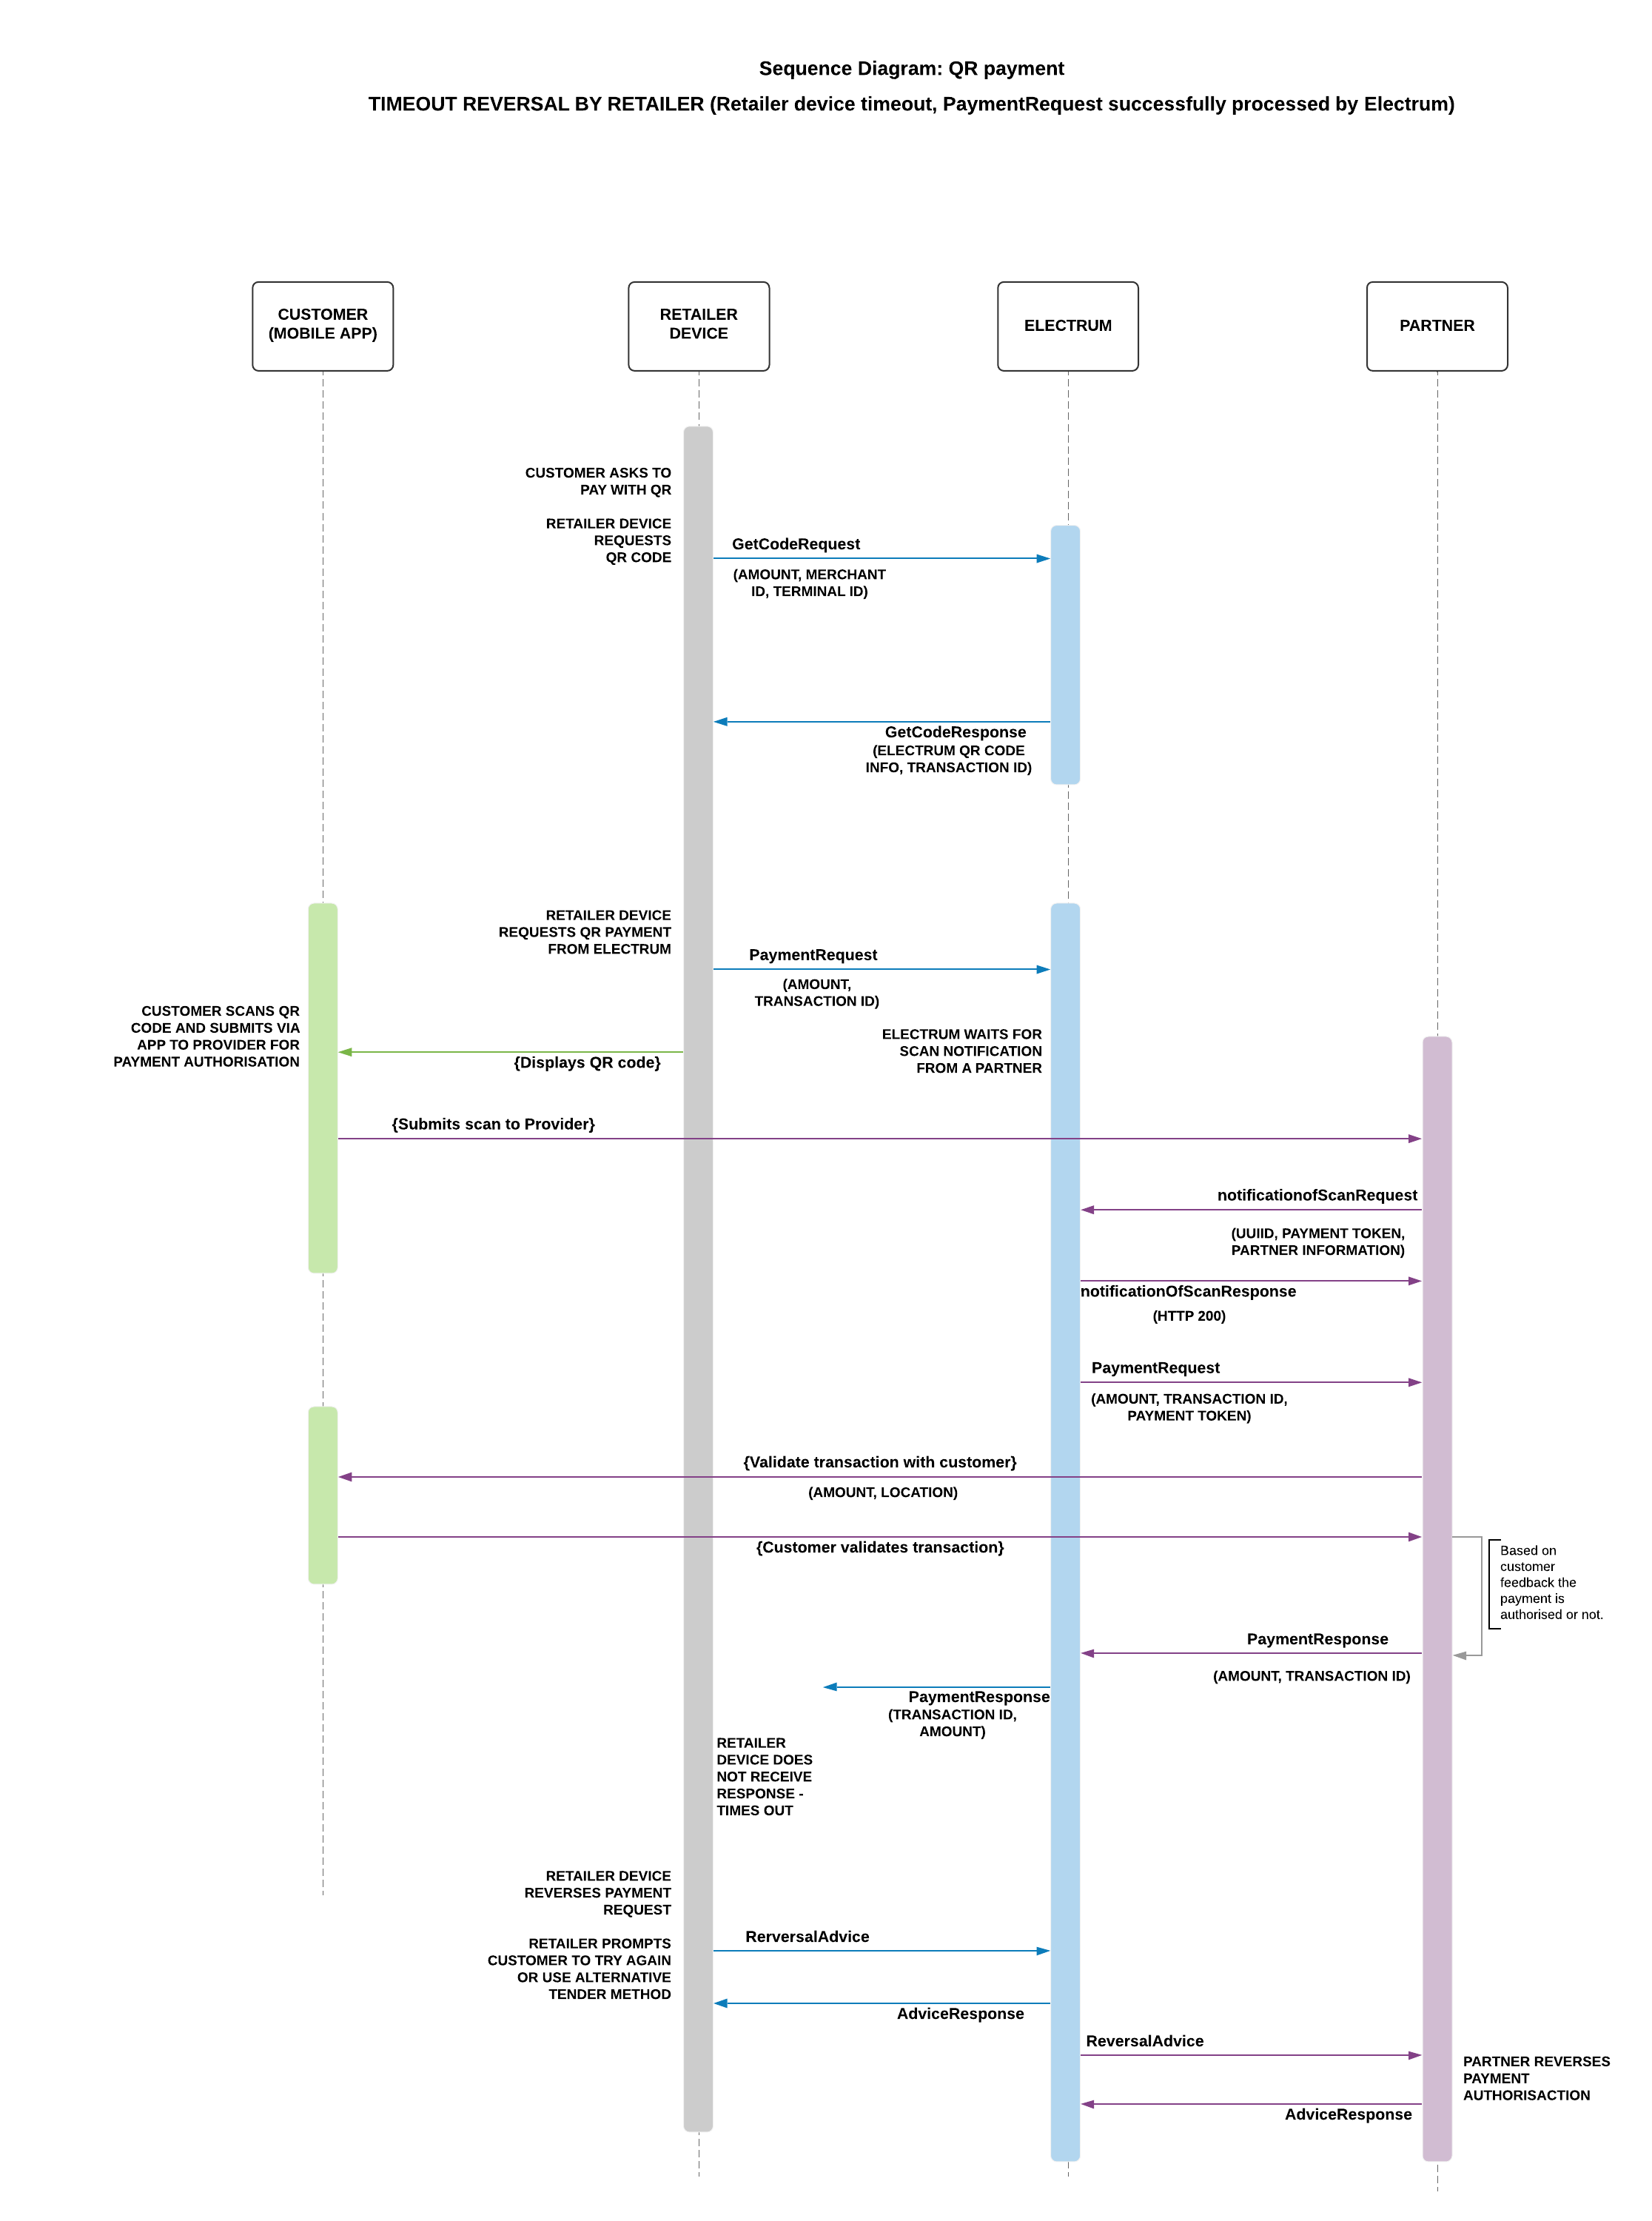 Sequence Diagram: QR payment
TIMEOUT REVERSAL BY RETAILER (Retailer device timeout, PaymentRequest successfully processed by Electrum)
CUSTOMER
(MOBILE APP)
RETAILER
DEVICE
ELECTRUM
PARTNER
CUSTOMER ASKS TO
PAY WITH QR
RETAILER DEVICE
REQUESTS
QR CODE
GetCodeRequest
(AMOUNT, MERCHANT
ID, TERMINAL ID)
GetCodeResponse
(ELECTRUM QR CODE
INFO, TRANSACTION ID)
RETAILER DEVICE
REQUESTS QR PAYMENT
FROM ELECTRUM
PaymentRequest
(AMOUNT,
TRANSACTION ID)
CUSTOMER SCANS QR
CODE AND SUBMITS VIA
APP TO PROVIDER FOR
PAYMENT AUTHORISATION
{Displays QR code}
ELECTRUM WAITS FOR
SCAN NOTIFICATION
FROM A PARTNER
{Submits scan to Provider}
notificationofScanRequest
(UUIID, PAYMENT TOKEN,
PARTNER INFORMATION)
notificationOfScanResponse
(HTTP 200)
PaymentRequest
(AMOUNT, TRANSACTION ID,
PAYMENT TOKEN)
{Validate transaction with customer}
(AMOUNT, LOCATION)
{Customer validates transaction}
Based on
customer
feedback the
payment is
authorised or not.
PaymentResponse
(AMOUNT, TRANSACTION ID)
PaymentResponse
(TRANSACTION ID,
AMOUNT)
RETAILER
DEVICE DOES
NOT RECEIVE
RESPONSE -
TIMES OUT
RETAILER DEVICE
REVERSES PAYMENT
REQUEST
RETAILER PROMPTS
CUSTOMER TO TRY AGAIN
OR USE ALTERNATIVE
TENDER METHOD
RerversalAdvice
AdviceResponse
ReversalAdvice
PARTNER REVERSES
PAYMENT
AUTHORISACTION
AdviceResponse